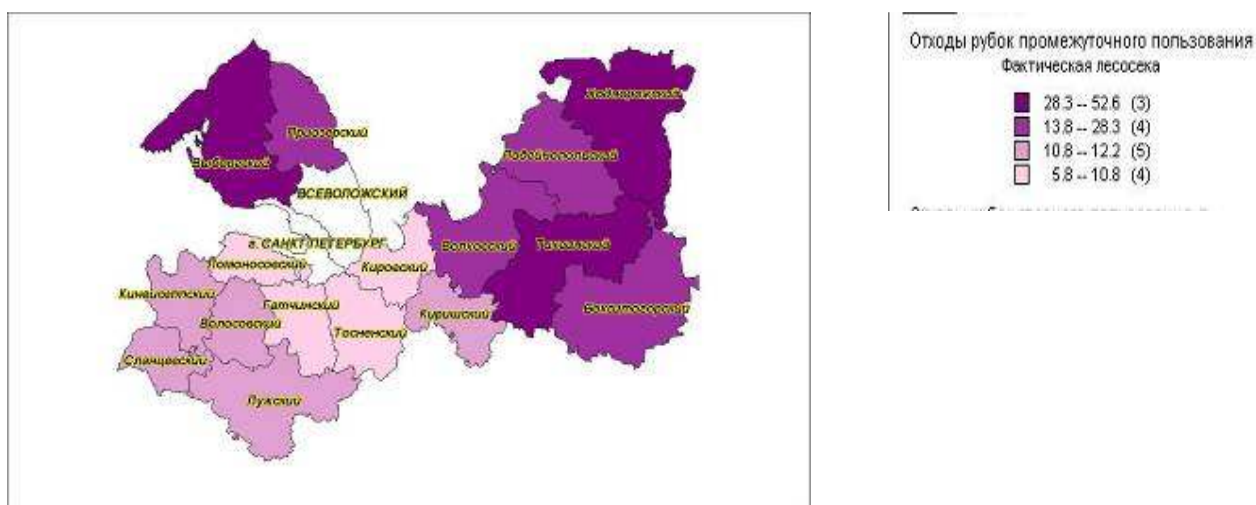 Подпорожский
Приозерский
Лодейнопольский
Выборгский
ВСЕВОЛОЖСКИЙ
г. САНКТ-ПЕТЕРБУРГ
Волховский
Тихвинский
Ломоносовский
Кировский
Кингисеппский
Гатчинский
Бокситогорский
Киришский
Волосовский
Тосненский
Сланцевский
Лужский
Отходы рубок промежуточного пользования
Фактическая лесосека
28.3 -- 52.6 (3)
13.8 -- 28.3 (4)
10.8 -- 12.2 (5)
5.8 -- 10.8 (4)